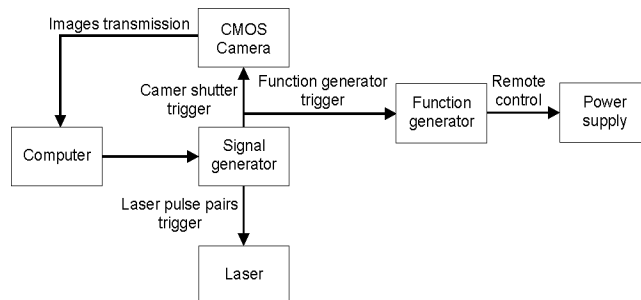 Images transmission
CMOS
Camera
Camer shutter
trigger
Function generator
trigger
Function
generator
Remote
control
Power
supply
Computer
Signal
generator
Laser pulse pairs
trigger
Laser